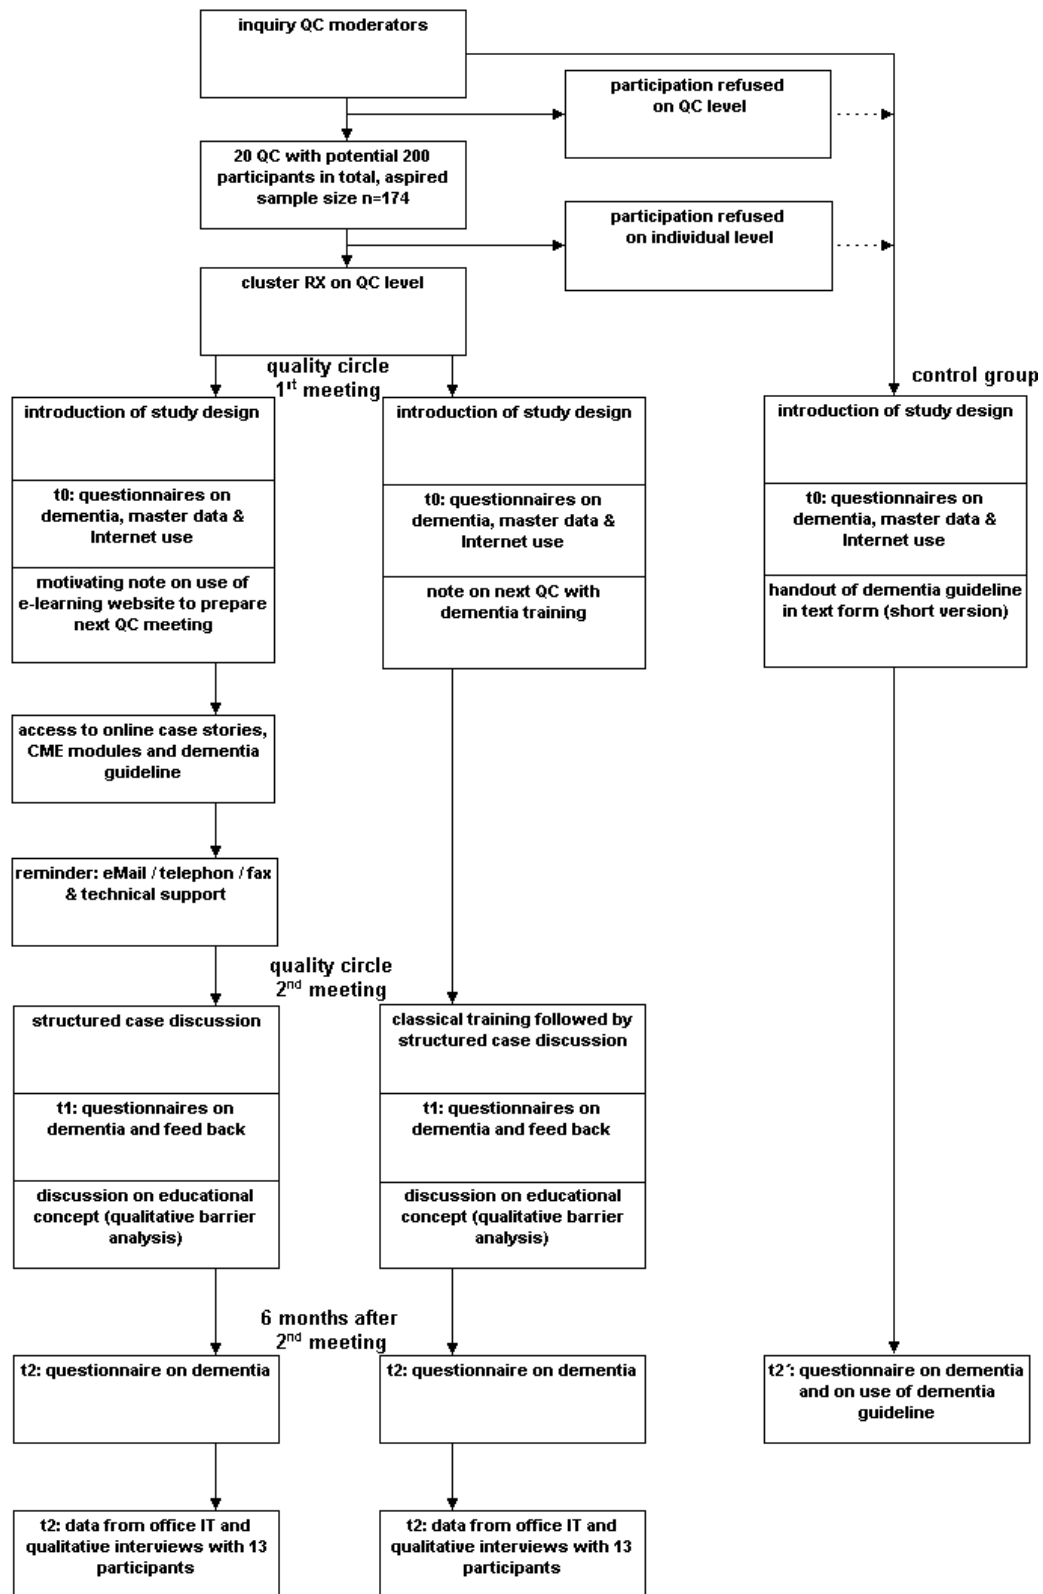 inquiry QC moderators
participation refused
on QC level
20 QC with potential 200
participants in total, aspired
sample size n=174
participation refused
on individual level
cluster RX on QC level
quality circle
1st meeting
control group
introduction of study design
t0: questionnaires on
dementia, master data &
Internet use
motivating note on use of
e-learning website to prepare
next QC meeting
introduction of study design
t0: questionnaires on
dementia, master data &
Internet use
note on next QC with
dementia training
introduction of study design
t0: questionnaires on
dementia, master data &
Internet use
handout of dementia guideline
in text form (short version)
access to online case stories,
CME modules and dementia
guideline
reminder: eMail / telephon / fax
& technical support
quality circle
2nd meeting
structured case discussion
t1: questionnaires on
dementia and feed back
discussion on educational
concept (qualitative barrier
analysis)
classical training followed by
structured case discussion
t1: questionnaires on
dementia and feed back
discussion on educational
concept (qualitative barrier
analysis)
6 months after
2nd meeting
t2: questionnaire on dementia
t2: questionnaire on dementia
t2´: questionnaire on dementia
and on use of dementia
guideline
t2: data from office IT and
qualitative interviews with 13
participants
t2: data from office IT and
qualitative interviews with 13
participants